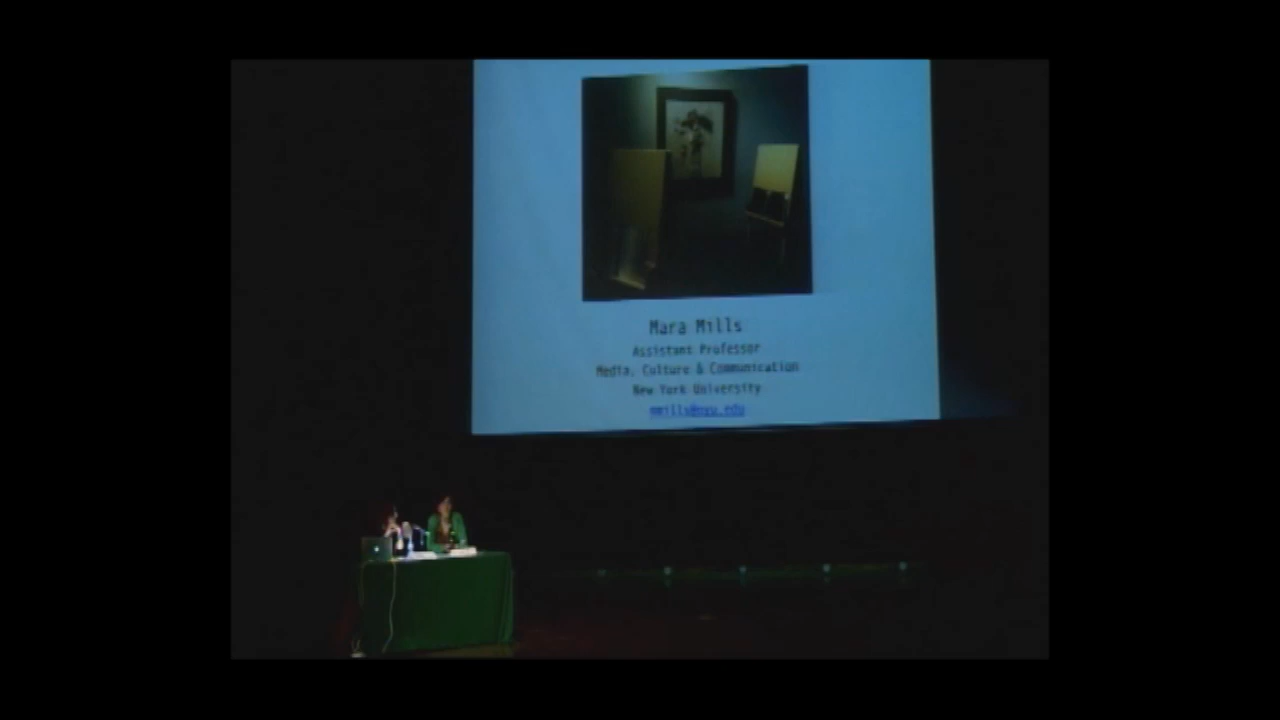 Mara Mills
Assistant Professor
Media, Culture & Communication
New York University
mmills@nyu.edu